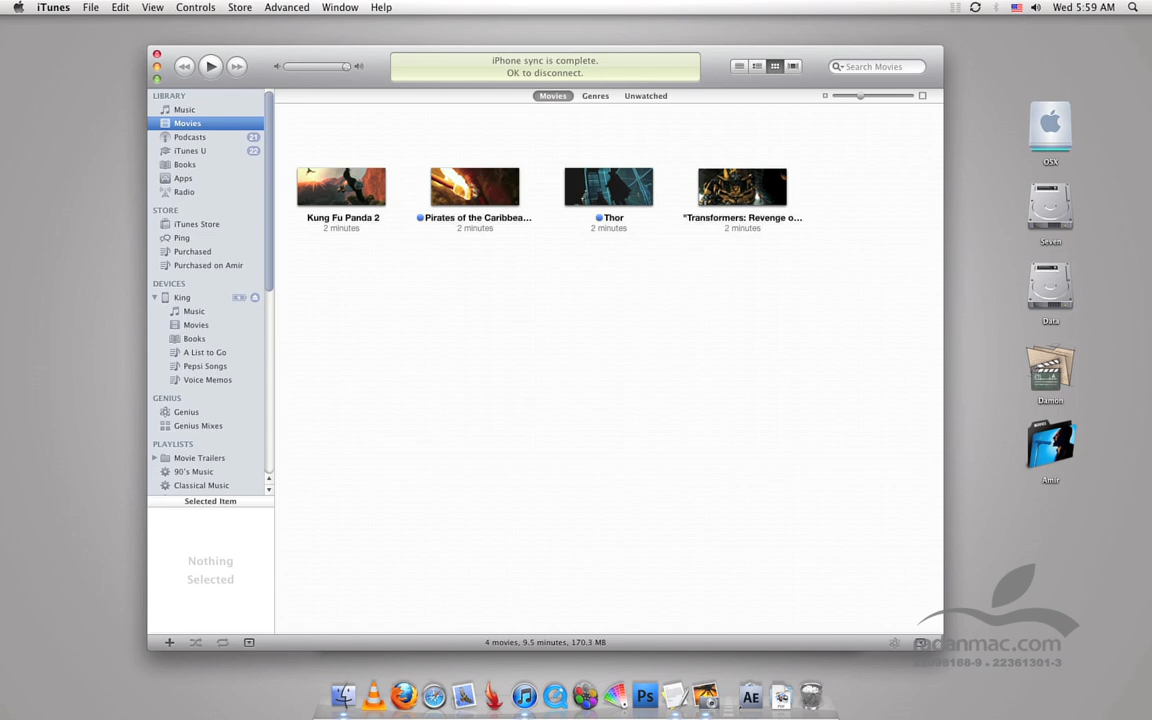 iTunes File Edit View Controls Store Advanced Window Help
Wed 5:59 AM
iPhone sync is complete.
OK to disconnect.
Search Movies
Movies Genres Unwatched
LIBRARY
Music
Movies
Podcasts 21
iTunes U 22
Books
Apps
Radio
STORE
iTunes Store
Ping
Purchased
Purchased on Amir
DEVICES
King
Music
Movies
Books
A List to Go
Pepsi Songs
Voice Memos
GENIUS
Genius
Genius Mixes
PLAYLISTS
Movie Trailers
90's Music
Classical Music
Selected Item
Nothing
Selected
Kung Fu Panda 2
2 minutes
Pirates of the Caribbea...
2 minutes
Thor
2 minutes
"Transformers: Revenge o...
2 minutes
4 movies, 9.5 minutes, 170.3 MB
OSX
Seven
Data
Damon
Amir
22361301-3
Ps
AE